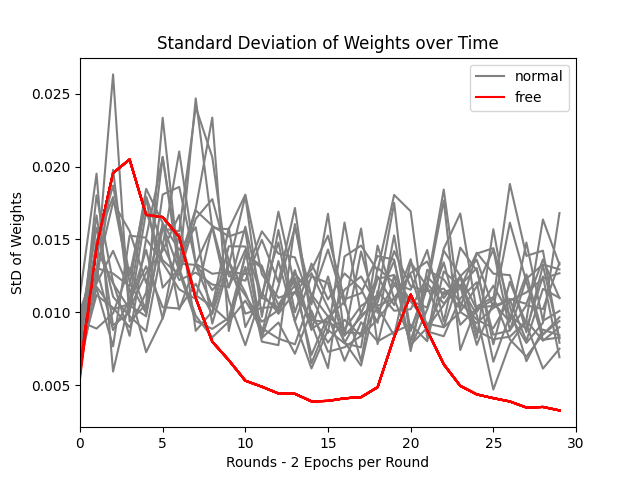 Standard Deviation of Weights over Time
normal
free
StD of Weights
0.025
0.020
0.015
0.010
0.005
0 5 10 15 20 25 30
Rounds - 2 Epochs per Round